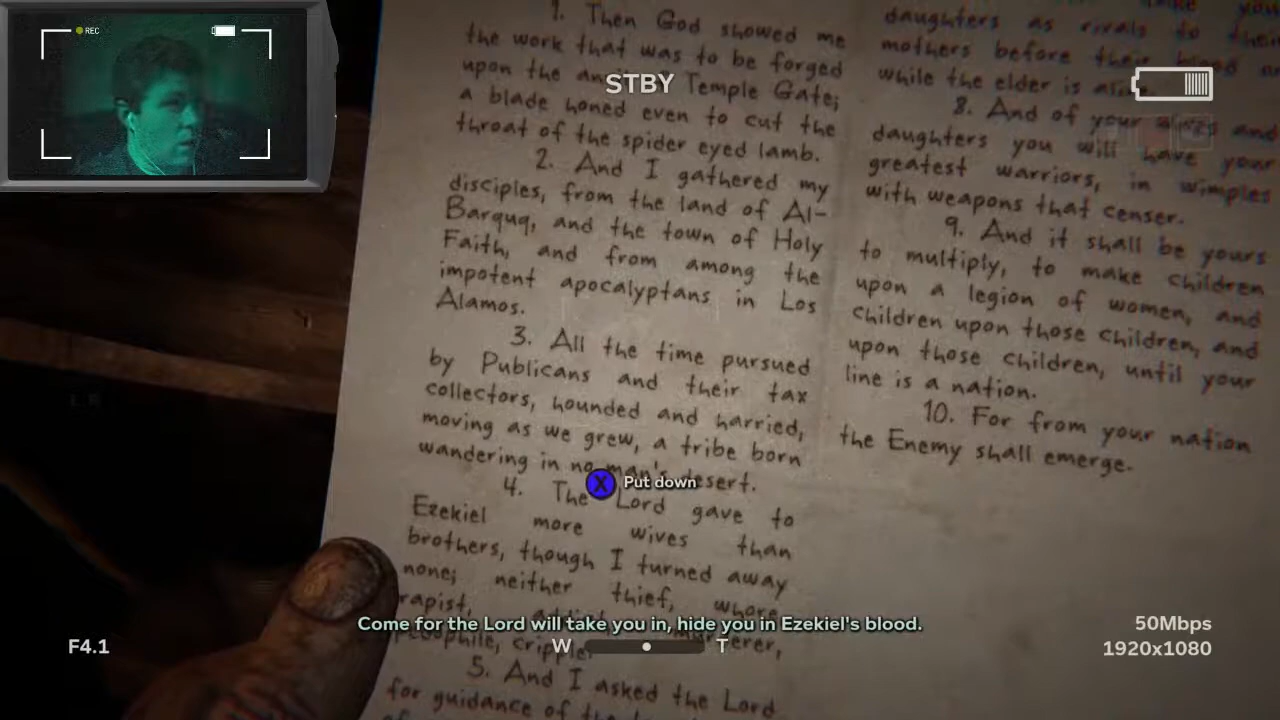 REC
STBY
1. Then God showed me
the work that was to be forged
upon the Temple Gate;
a blade honed even to cut the
throat of the spider eyed lamb.
2. And I gathered my
disciples, from the land of Al-
Barquq, and the town of Holy
Faith, and from among the
impotent apocalyptans in Los
Alamos.
3. All the time pursued
by Publicans and their tax
collectors, hounded and harried,
moving as we grew, a tribe born
wandering in no man's desert.
4. The Lord gave to
Ezekiel more wives than
brothers, though I turned away
none; neither thief, whore,
rapist,
murderer,
cripple,
5. And I asked the Lord
for guidance of the
daughters as rivals to their
mothers before their
while the elder is alive.
8. And of your and
daughters you will have your
greatest warriors, in wimples
with weapons that censer.
9. And it shall be yours
to multiply, to make children
upon a legion of women, and
children upon those children, and
upon those children, until your
line is a nation.
10. For from your nation
the Enemy shall emerge.
X Put down
Come for the Lord will take you in, hide you in Ezekiel's blood.
F4.1
W
T
50Mbps
1920x1080